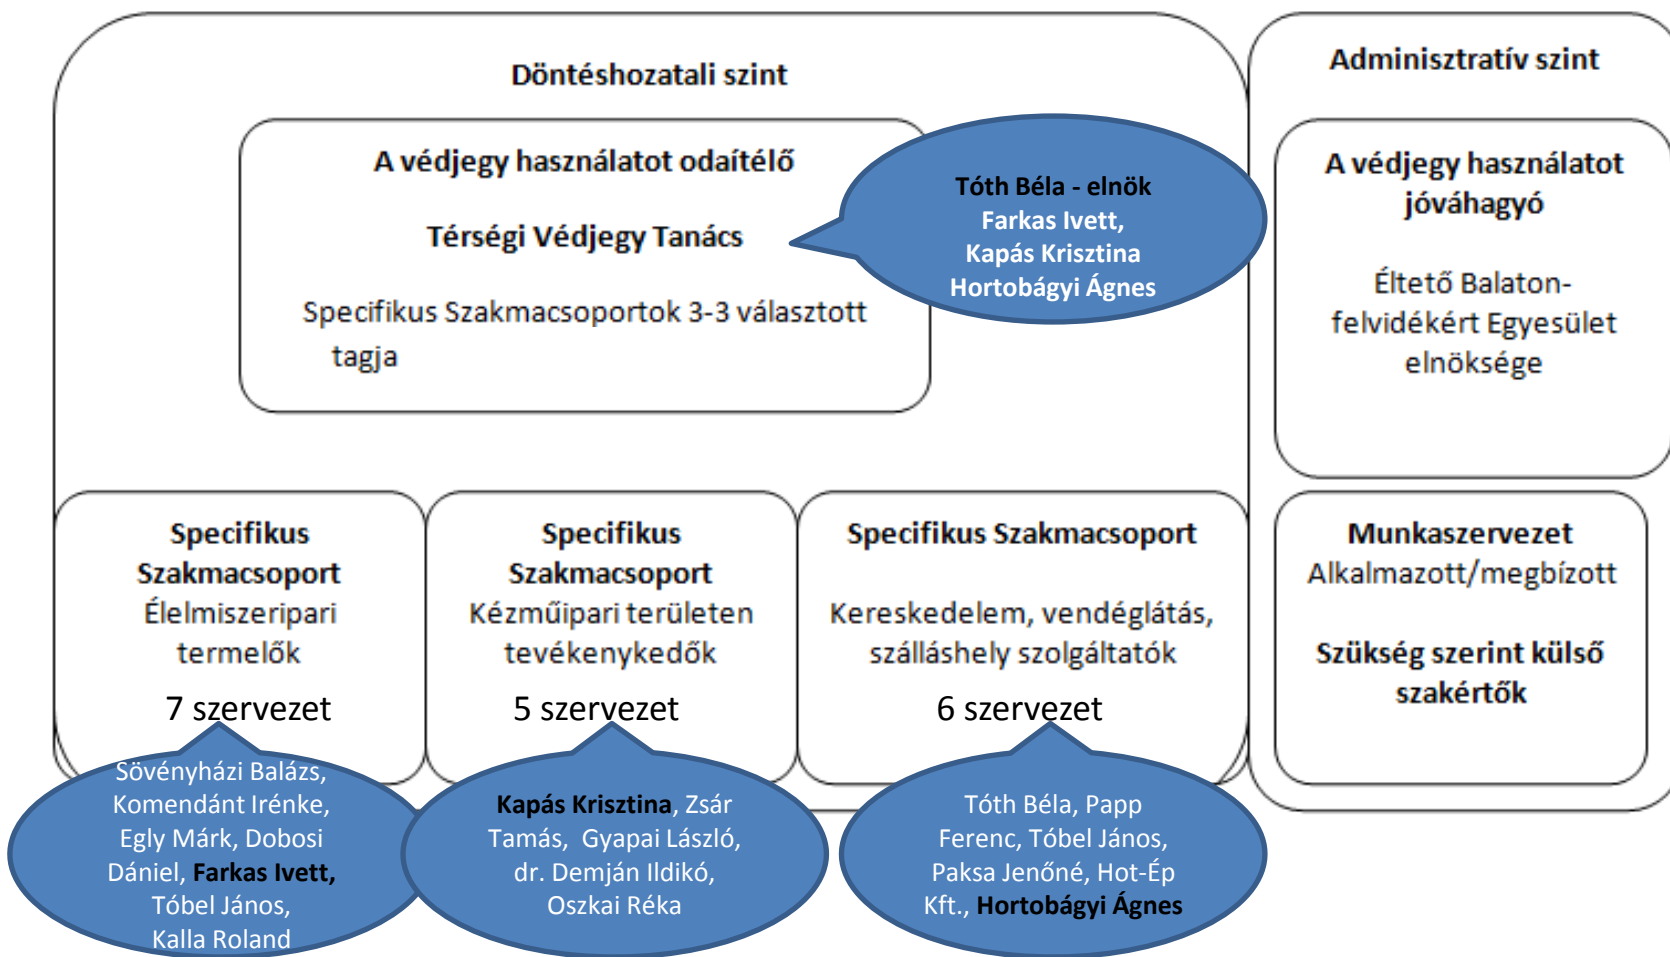 Döntéshozatali szint
A védjegy használatot odaítélő
Térségi Védjegy Tanács
Specifikus Szakmacsoportok 3-3 választott
tagja
Tóth Béla - elnök
Farkas Ivett,
Kapás Krisztina
Hortobágyi Ágnes
Adminisztratív szint
A védjegy használatot
jóváhagyó
Éltető Balaton-
felvidékért Egyesület
elnöksége
Specifikus
Szakmacsoport
Élelmiszeripari
termelők
7 szervezet
Sövényházi Balázs,
Komendánt Irénke,
Egly Márk, Dobosi
Dániel, Farkas Ivett,
Tóbel János,
Kalla Roland
Specifikus
Szakmacsoport
Kézműipari területen
tevékenykedők
5 szervezet
Kapás Krisztina, Zsár
Tamás, Gyapai László,
dr. Demján Ildikó,
Oszkai Réka
Specifikus Szakmacsoport
Kereskedelem, vendéglátás,
szálláshely szolgáltatók
6 szervezet
Tóth Béla, Papp
Ferenc, Tóbel János,
Paksa Jenőné, Hot-Ép
Kft., Hortobágyi Ágnes
Munkaszervezet
Alkalmazott/megbízott
Szükség szerint külső
szakértők